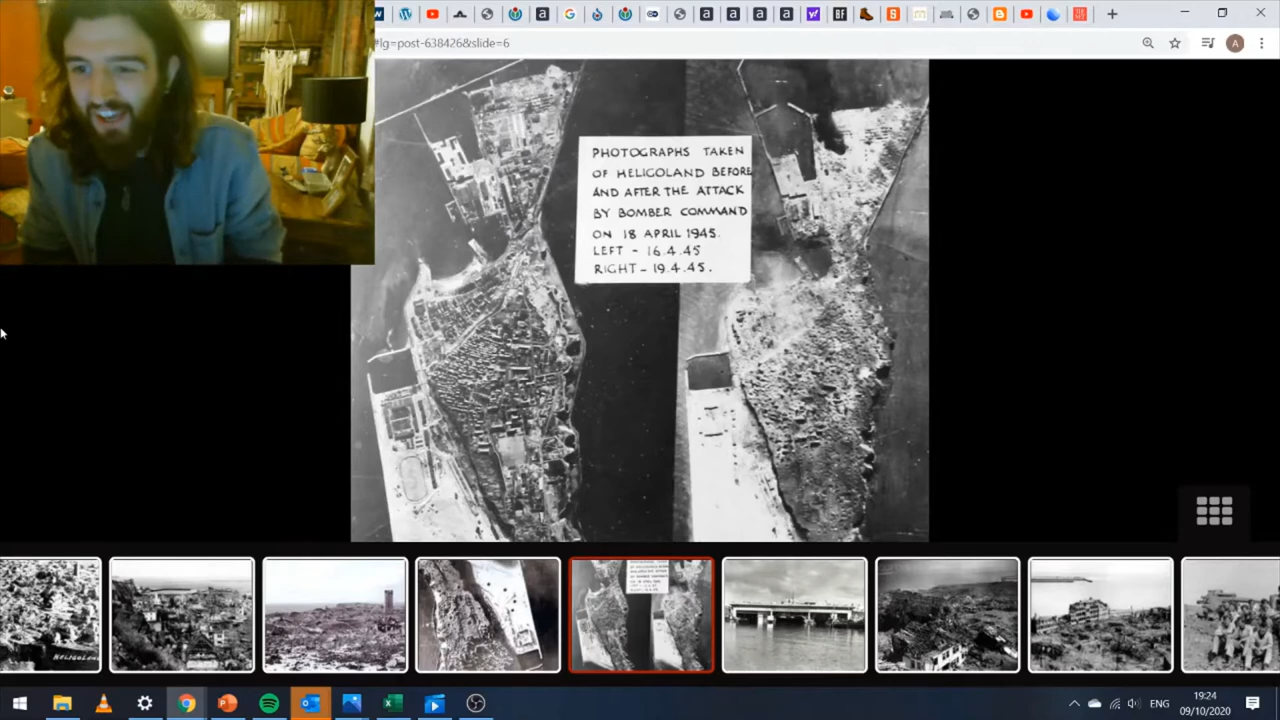 #lg=post-638426&slide=6
A
PHOTOGRAPHS TAKEN
OF HELIGOLAND BEFORE
AND AFTER THE ATTACK
BY BOMBER COMMAND
ON 18 APRIL 1945.
LEFT - 16.4.45
RIGHT - 19.4.45.
HELIGOLAND
ENG
19:24
09/10/2020